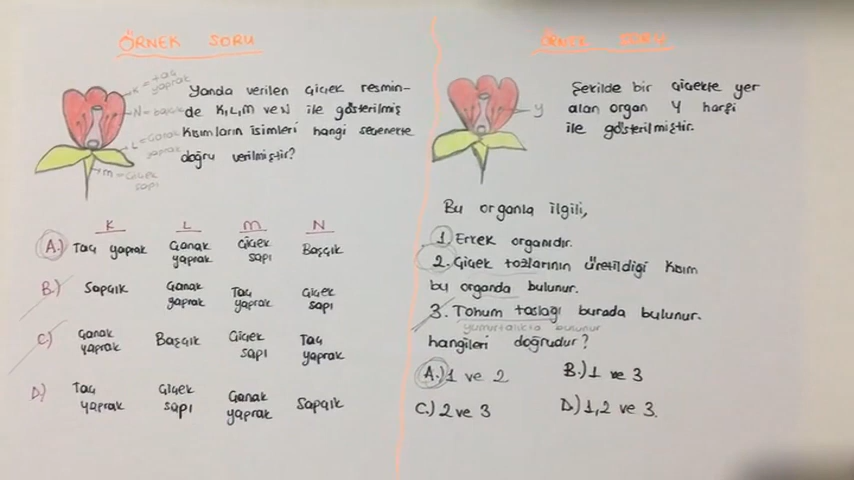 ÖRNEK SORU
K = taç
yaprak
N = başçık
L = Çanak
yaprak
m = Çiçek
sapı
Yanda verilen çiçek resmin-
de K,L,M ve N ile gösterilmiş
kısımların isimleri hangi seçenekte
doğru verilmiştir?
K L M N
A.) Taç yaprak Çanak yaprak Çiçek sapı Başçık
B.) Sapçık Çanak yaprak Taç yaprak Çiçek sapı
C.) Çanak yaprak Başçık Çiçek sapı Taç yaprak
D.) Taç yaprak Çiçek sapı Çanak yaprak Sapçık
ÖRNEK SORU
y
Şekilde bir çiçekte yer
alan organ Y harfi
ile gösterilmiştir.
Bu organla ilgili,
1. Erkek organıdır.
2. Çiçek tozlarının üretildiği kısım
bu organda bulunur.
3. Tohum taslağı burada bulunur.
yumurtalıkta bulunur
hangileri doğrudur?
A.) 1 ve 2 B.) 1 ve 3
C.) 2 ve 3 D.) 1,2 ve 3.